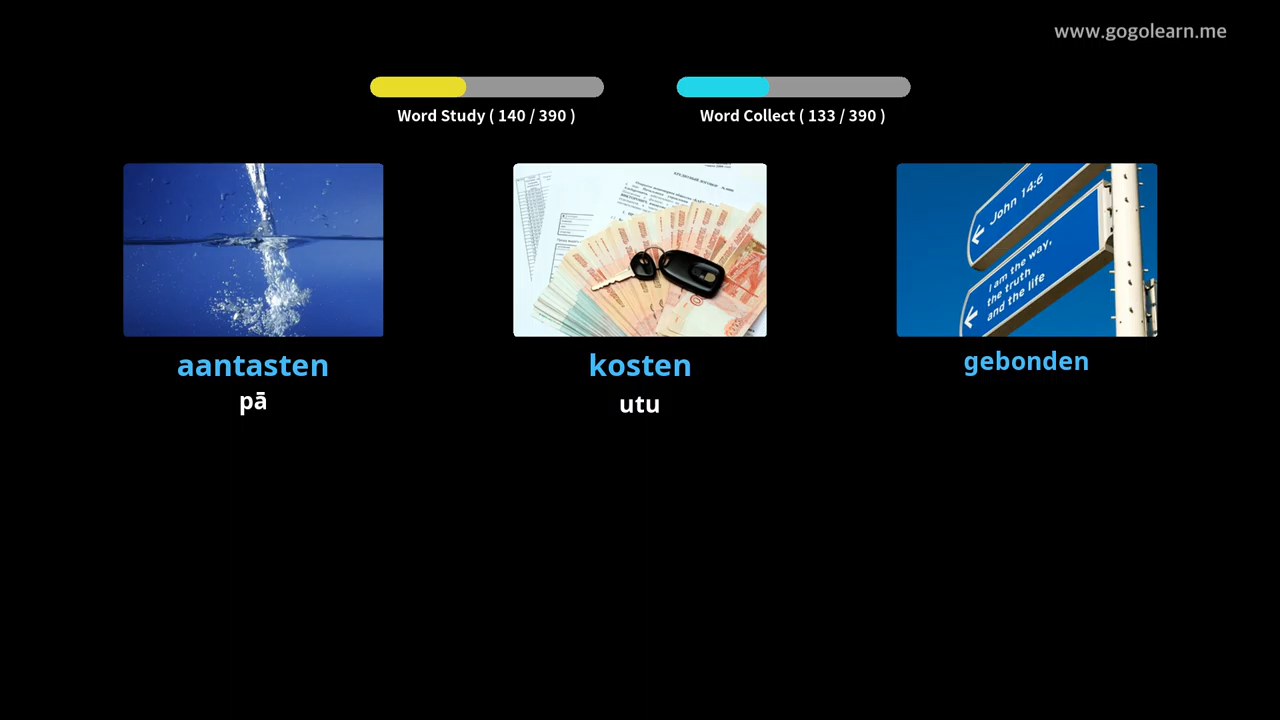 www.gogolearn.me
Word Study ( 140 / 390 )
Word Collect ( 133 / 390 )
John 14:6
I am the way,
the truth
and the life
aantasten
kosten
gebonden
pā
utu